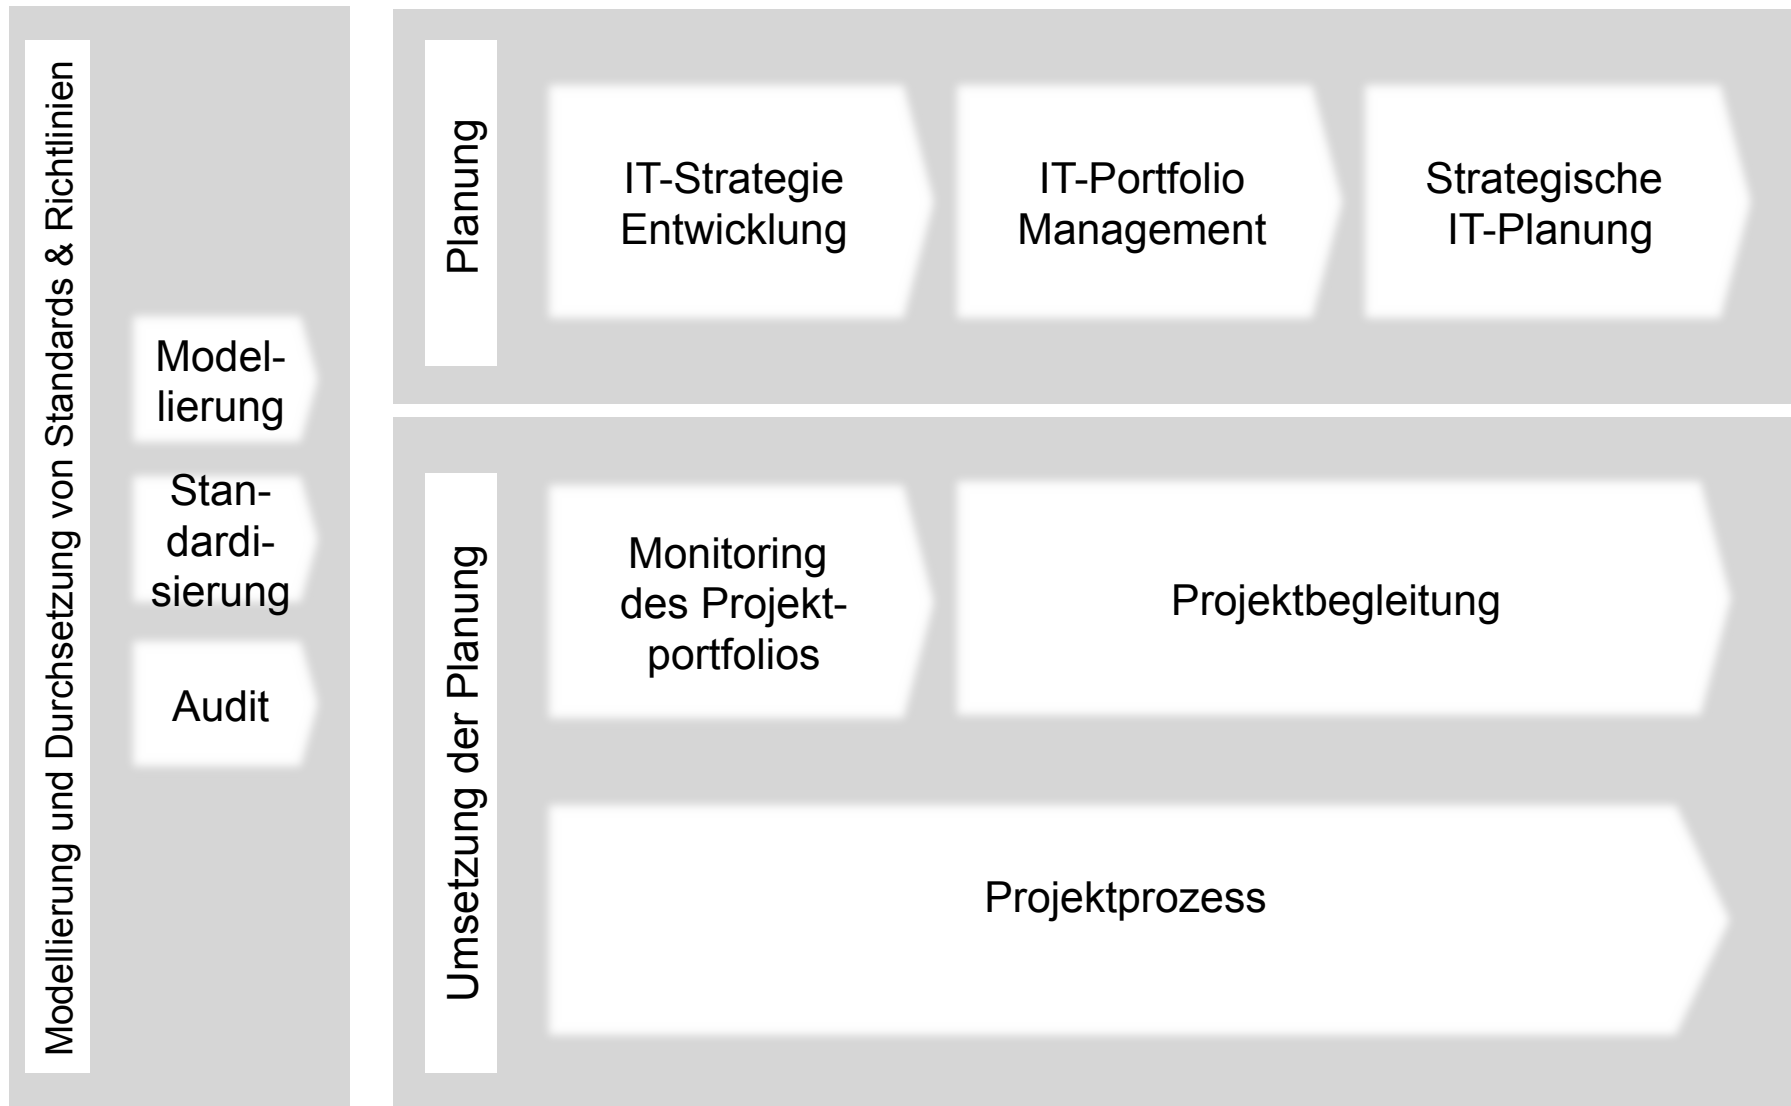 Modellierung und Durchsetzung von Standards & Richtlinien
Model-
lierung
Stan-
dardi-
sierung
Audit
Planung
IT-Strategie
Entwicklung
IT-Portfolio
Management
Strategische
IT-Planung
Umsetzung der Planung
Monitoring
des Projekt-
portfolios
Projektbegleitung
Projektprozess